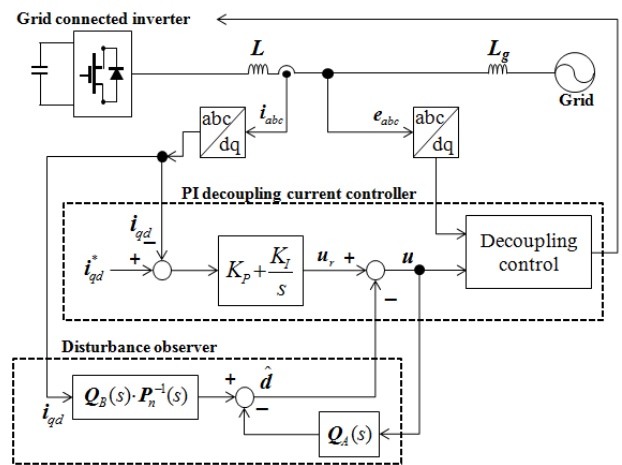 Grid connected inverter
L
L_g
Grid
abc
dq
i_abc
e_abc
abc
dq
PI decoupling current controller
i_qd
−
i*_qd
+
K_P + K_I/s
u_r
+
−
u
Decoupling
control
Disturbance observer
i_qd
Q_B(s)·P_n^{-1}(s)
+
−
d̂
Q_A(s)